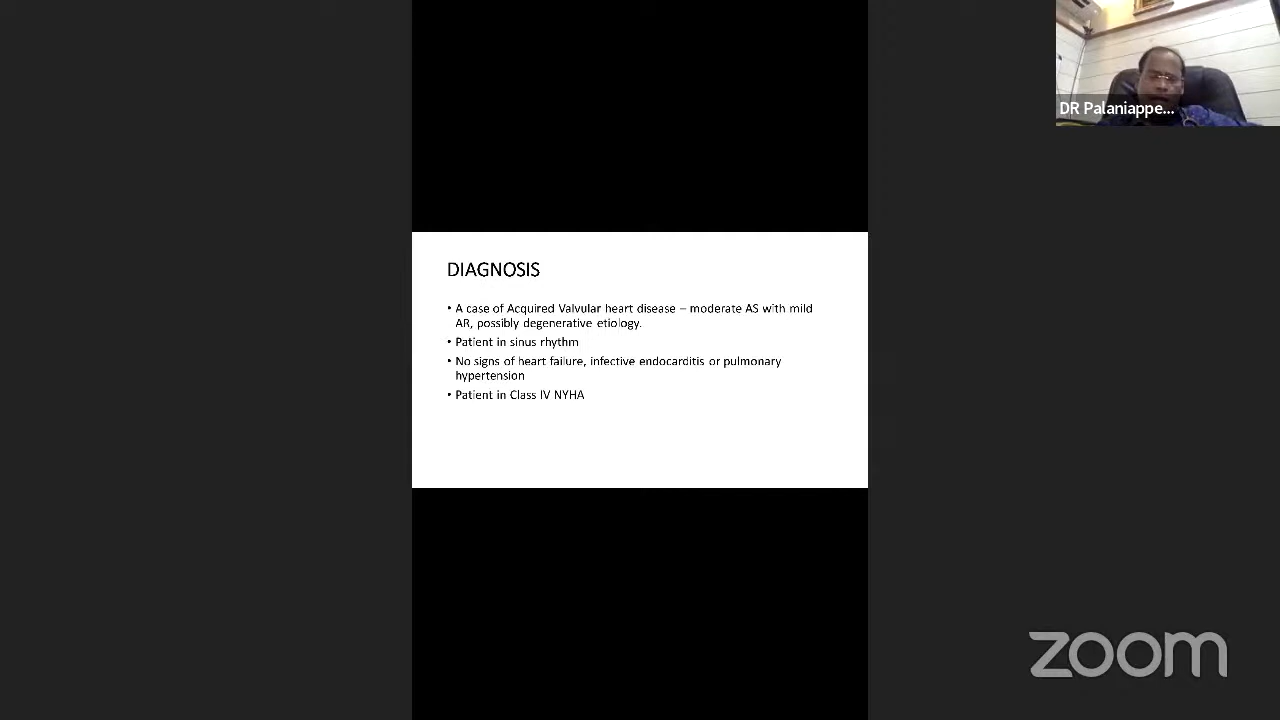 DR Palaniappe...
DIAGNOSIS
• A case of Acquired Valvular heart disease – moderate AS with mild
AR, possibly degenerative etiology.
• Patient in sinus rhythm
• No signs of heart failure, infective endocarditis or pulmonary
hypertension
• Patient in Class IV NYHA
zoom